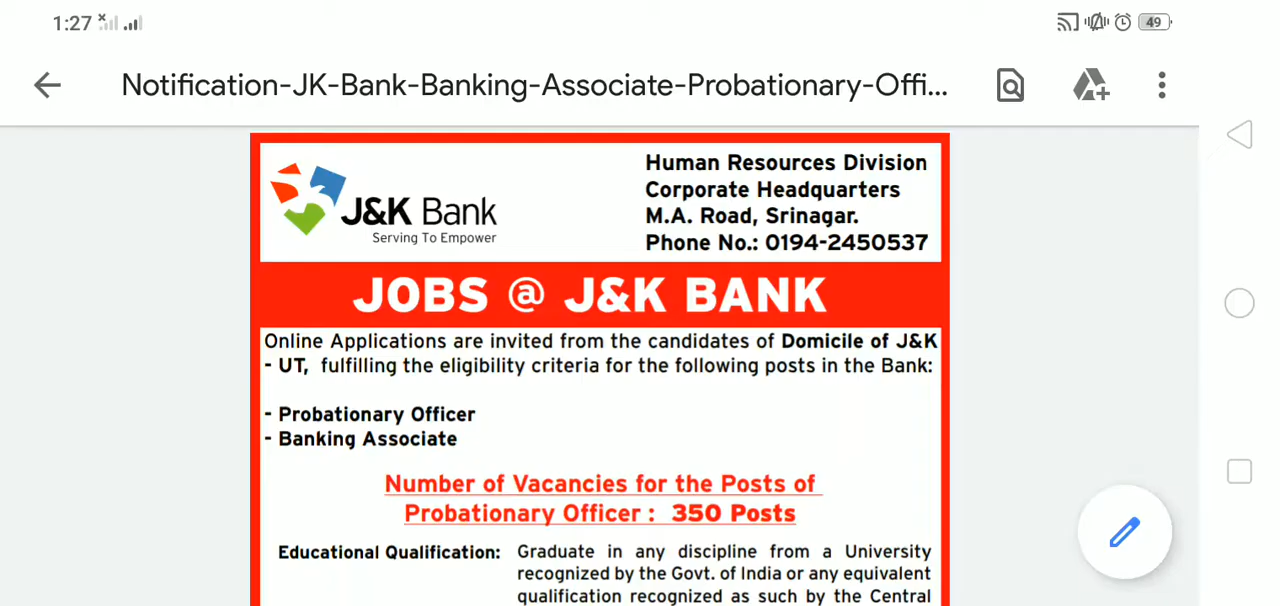 1:27
49
Notification-JK-Bank-Banking-Associate-Probationary-Offi...
J&K Bank
Serving To Empower
Human Resources Division
Corporate Headquarters
M.A. Road, Srinagar.
Phone No.: 0194-2450537
JOBS @ J&K BANK
Online Applications are invited from the candidates of Domicile of J&K
- UT, fulfilling the eligibility criteria for the following posts in the Bank:
- Probationary Officer
- Banking Associate
Number of Vacancies for the Posts of
Probationary Officer : 350 Posts
Educational Qualification: Graduate in any discipline from a University
recognized by the Govt. of India or any equivalent
qualification recognized as such by the Central